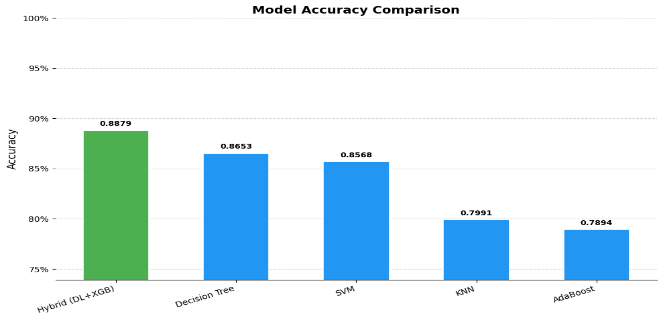 Model Accuracy Comparison
100%
95%
90%
85%
80%
75%
Accuracy
0.8879
0.8653
0.8568
0.7991
0.7894
Hybrid (DL+XGB)
Decision Tree
SVM
KNN
AdaBoost